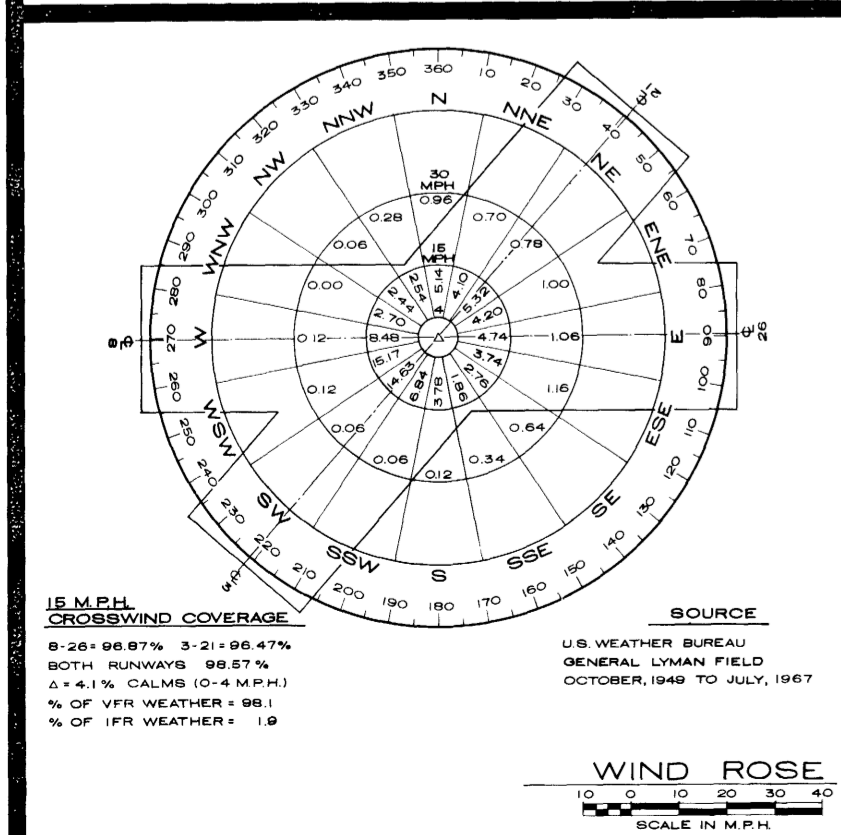 360
10
20
30
40
50
60
70
80
90
100
110
120
130
140
150
160
170
180
190
200
210
220
230
240
250
260
270
280
290
300
310
320
330
340
350
N
NNE
NE
ENE
E
ESE
SE
SSE
S
SSW
SW
WSW
W
WNW
NW
NNW
℄ 21
℄ 26
3 ℄
8 ℄
30
MPH
0.96
0.70
0.78
1.00
1.06
1.16
0.64
0.34
0.12
0.06
0.06
0.12
0.12
0.00
0.06
0.28
15
MPH
5.14
4.10
5.32
4.20
4.74
3.74
2.76
1.86
3.78
6.84
14.63
15.17
8.48
2.70
2.44
2.54
4
Δ
15 M.P.H.
CROSSWIND COVERAGE
8-26= 96.87% 3-21= 96.47%
BOTH RUNWAYS 98.57 %
Δ = 4.1 % CALMS (0-4 M.P.H.)
% OF VFR WEATHER = 98.1
% OF IFR WEATHER = 1.9
SOURCE
U.S. WEATHER BUREAU
GENERAL LYMAN FIELD
OCTOBER, 1949 TO JULY, 1967
WIND ROSE
10 0 10 20 30 40
SCALE IN M.P.H.